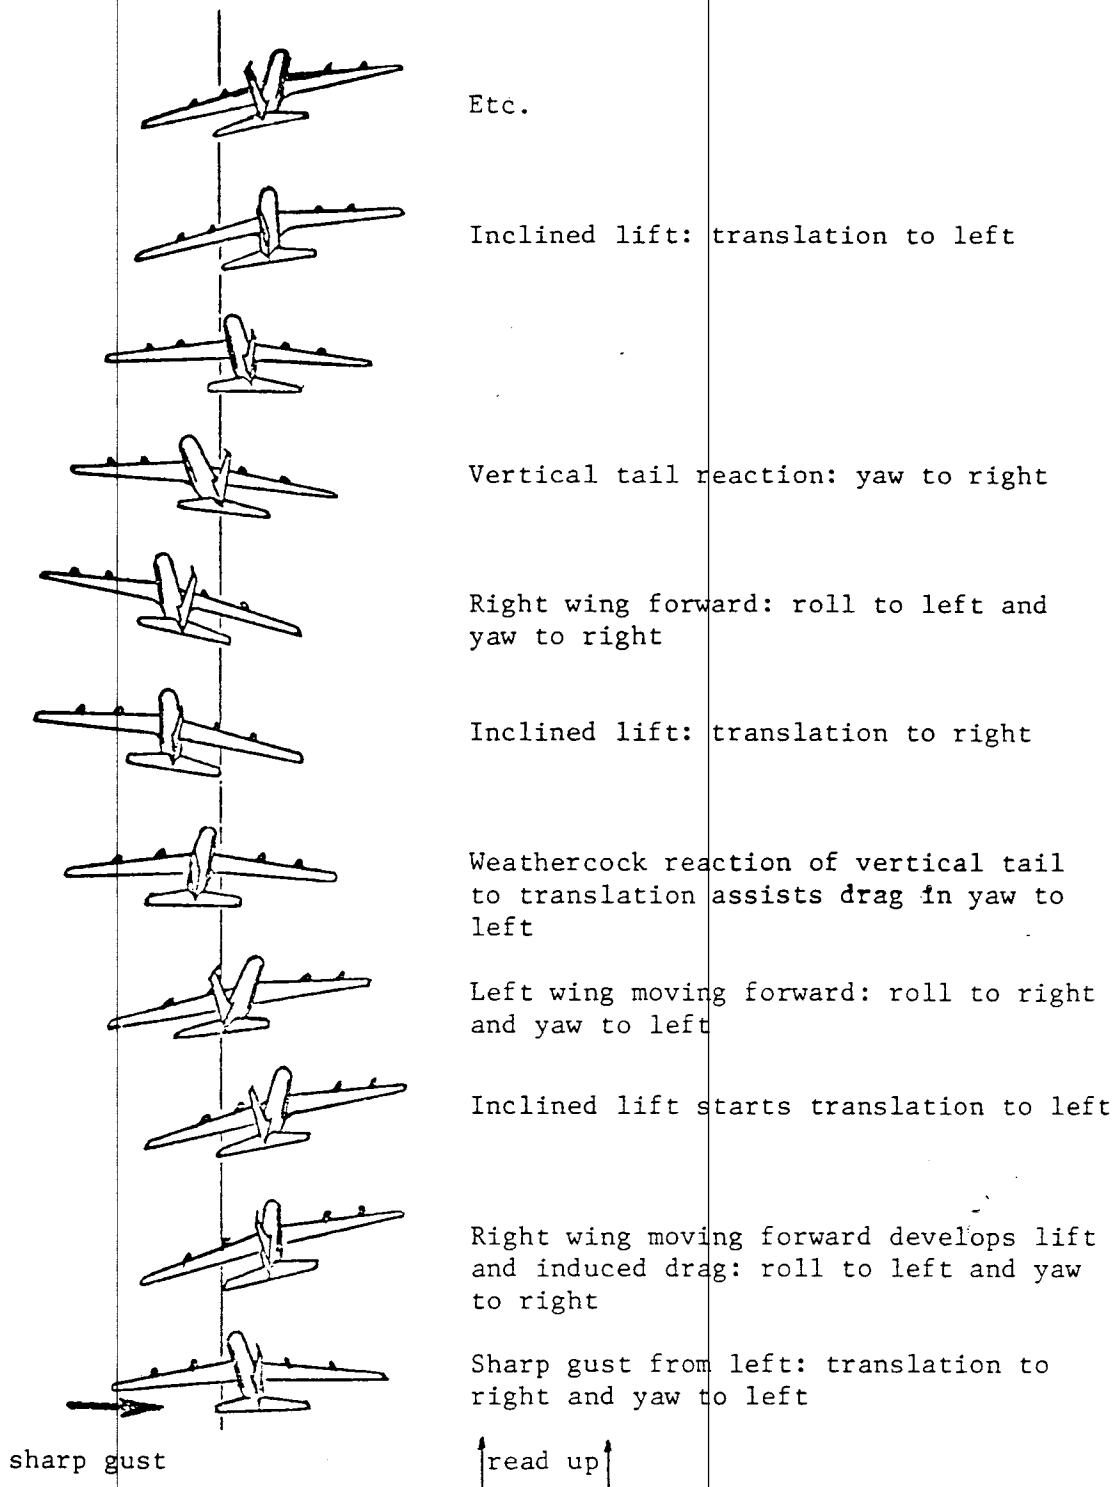 Etc.
Inclined lift: translation to left
Vertical tail reaction: yaw to right
Right wing forward: roll to left and
yaw to right
Inclined lift: translation to right
Weathercock reaction of vertical tail
to translation assists drag in yaw to
left
Left wing moving forward: roll to right
and yaw to left
Inclined lift starts translation to left
Right wing moving forward develops lift
and induced drag: roll to left and yaw
to right
Sharp gust from left: translation to
right and yaw to left
sharp gust
read up